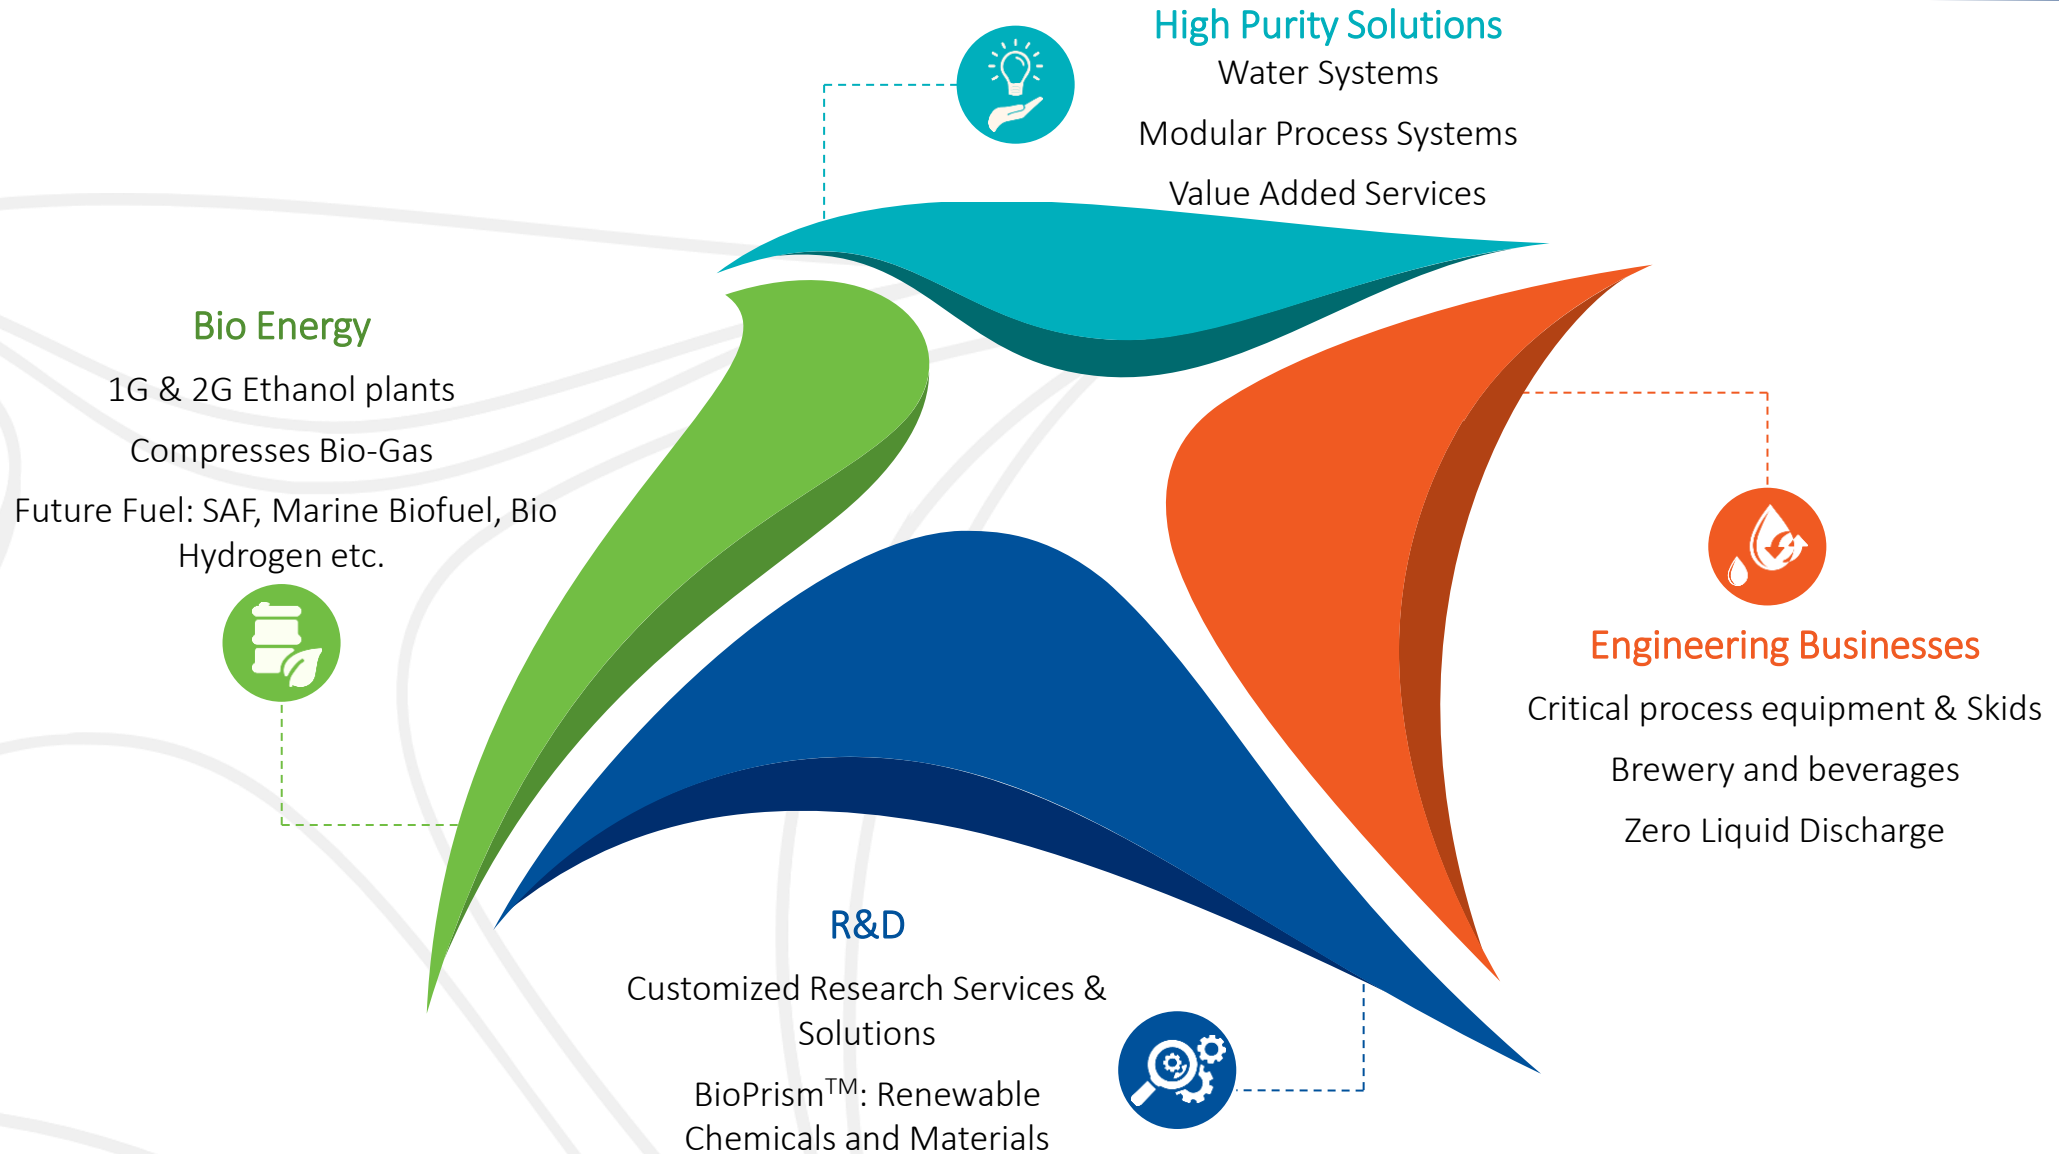 High Purity Solutions
Water Systems
Modular Process Systems
Value Added Services
Bio Energy
1G & 2G Ethanol plants
Compresses Bio-Gas
Future Fuel: SAF, Marine Biofuel, Bio
Hydrogen etc.
Engineering Businesses
Critical process equipment & Skids
Brewery and beverages
Zero Liquid Discharge
R&D
Customized Research Services &
Solutions
BioPrism™: Renewable
Chemicals and Materials